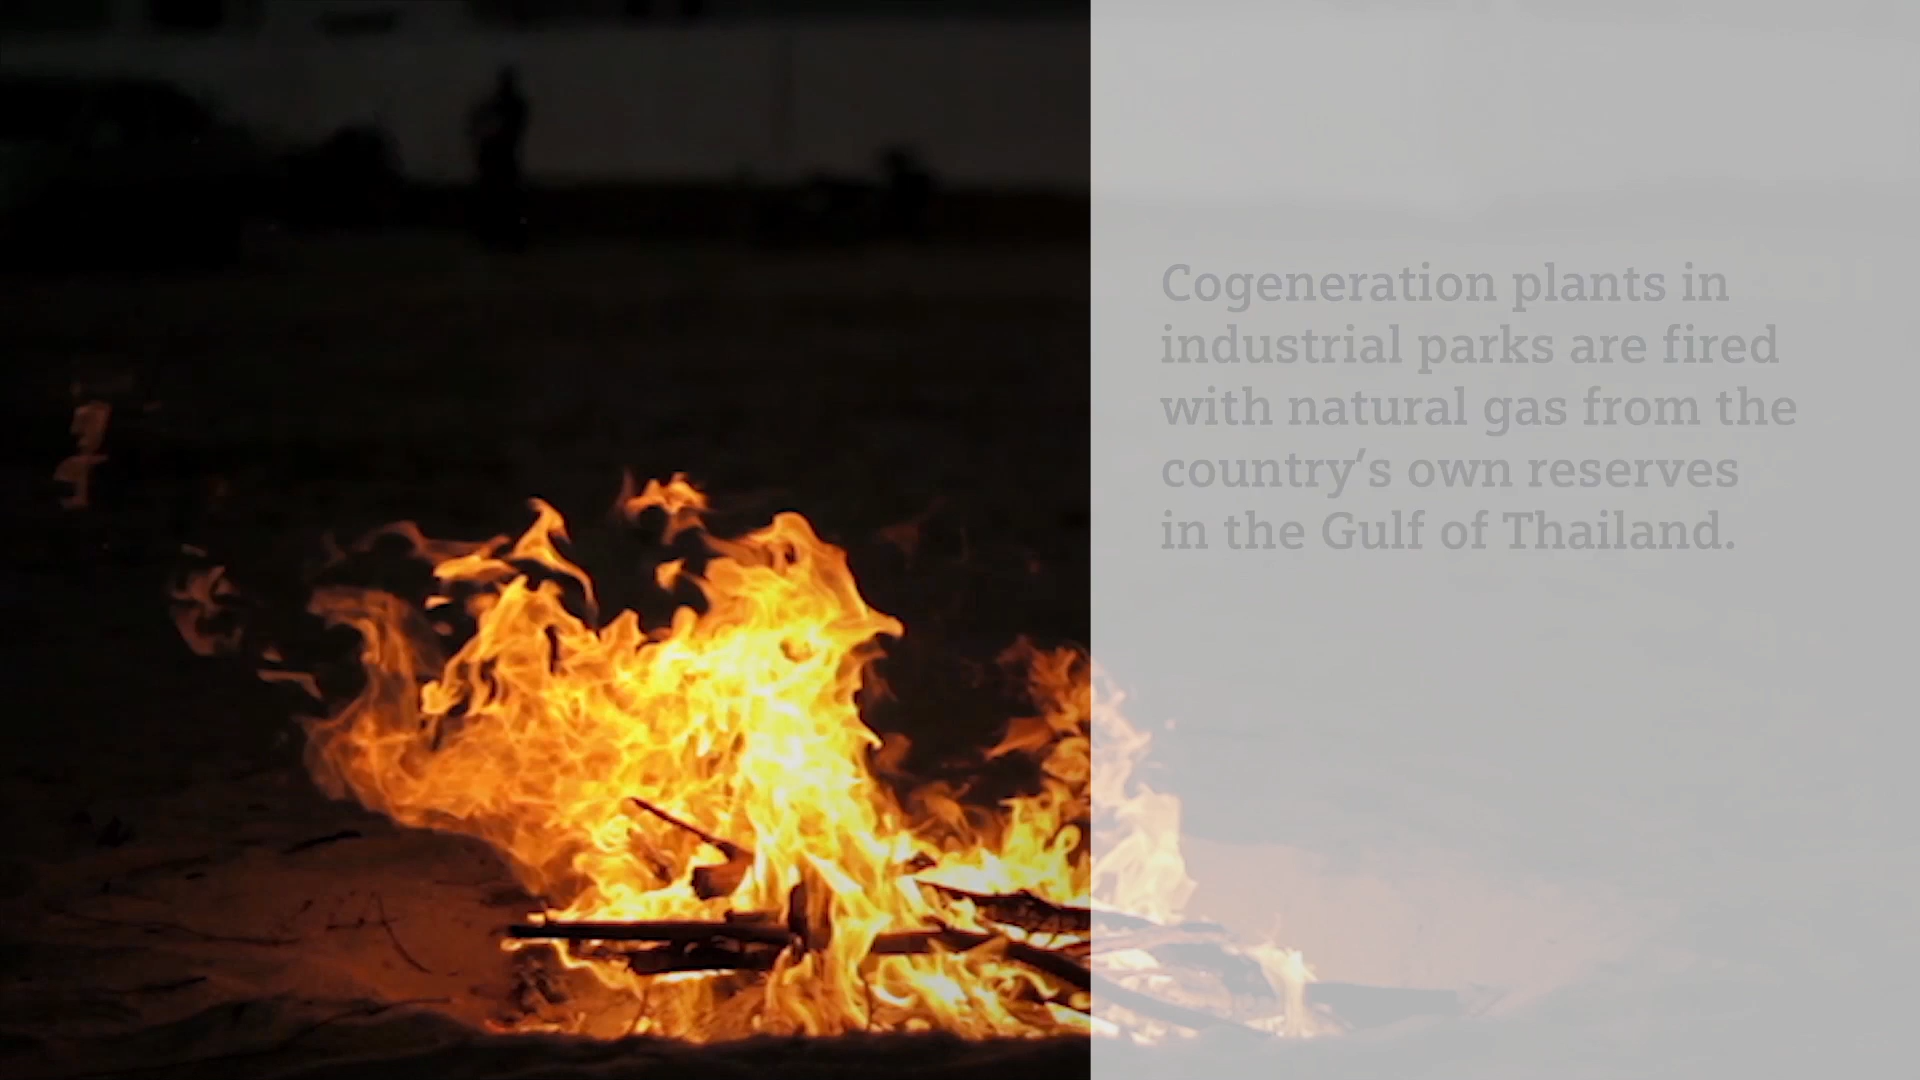 Cogeneration plants in
industrial parks are fired
with natural gas from the
country’s own reserves
in the Gulf of Thailand.